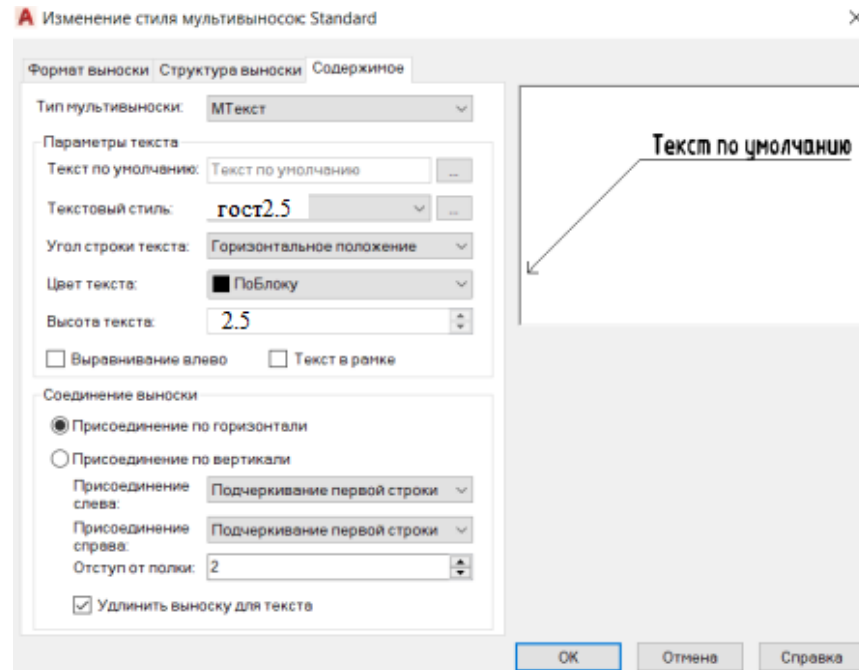 Изменение стиля мультивыносок: Standard
Формат выноски Структура выноски Содержимое
Тип мультивыноски: МТекст
Параметры текста
Текст по умолчанию: Текст по умолчанию ...
Текстовый стиль: гост2.5 ...
Угол строки текста: Горизонтальное положение
Цвет текста: ПоБлоку
Высота текста: 2.5
Выравнивание влево Текст в рамке
Соединение выноски
Присоединение по горизонтали
Присоединение по вертикали
Присоединение слева: Подчеркивание первой строки
Присоединение справа: Подчеркивание первой строки
Отступ от полки: 2
Удлинить выноску для текста
Текст по умолчанию
ОК Отмена Справка